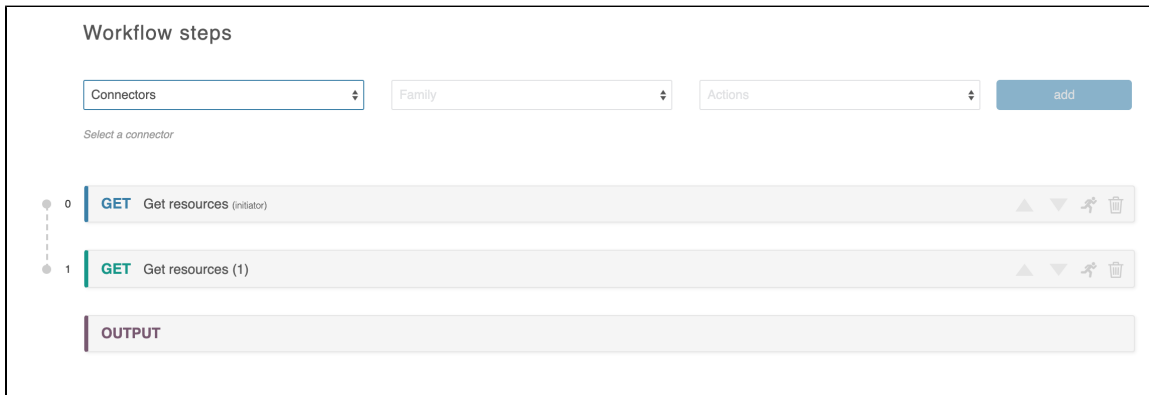 Workflow steps
Connectors Family Actions add
Select a connector
0 GET Get resources (initiator)
1 GET Get resources (1)
OUTPUT